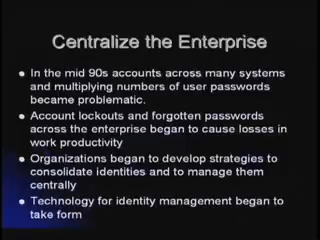 Centralize the Enterprise
In the mid 90s accounts across many systems
and multiplying numbers of user passwords
became problematic.
Account lockouts and forgotten passwords
across the enterprise began to cause losses in
work productivity
Organizations began to develop strategies to
consolidate identities and to manage them
centrally
Technology for identity management began to
take form